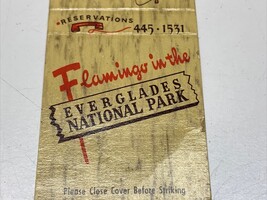 RESERVATIONS
445-1531
Flamingo in the
EVERGLADES
NATIONAL PARK
Please Close Cover Before Striking